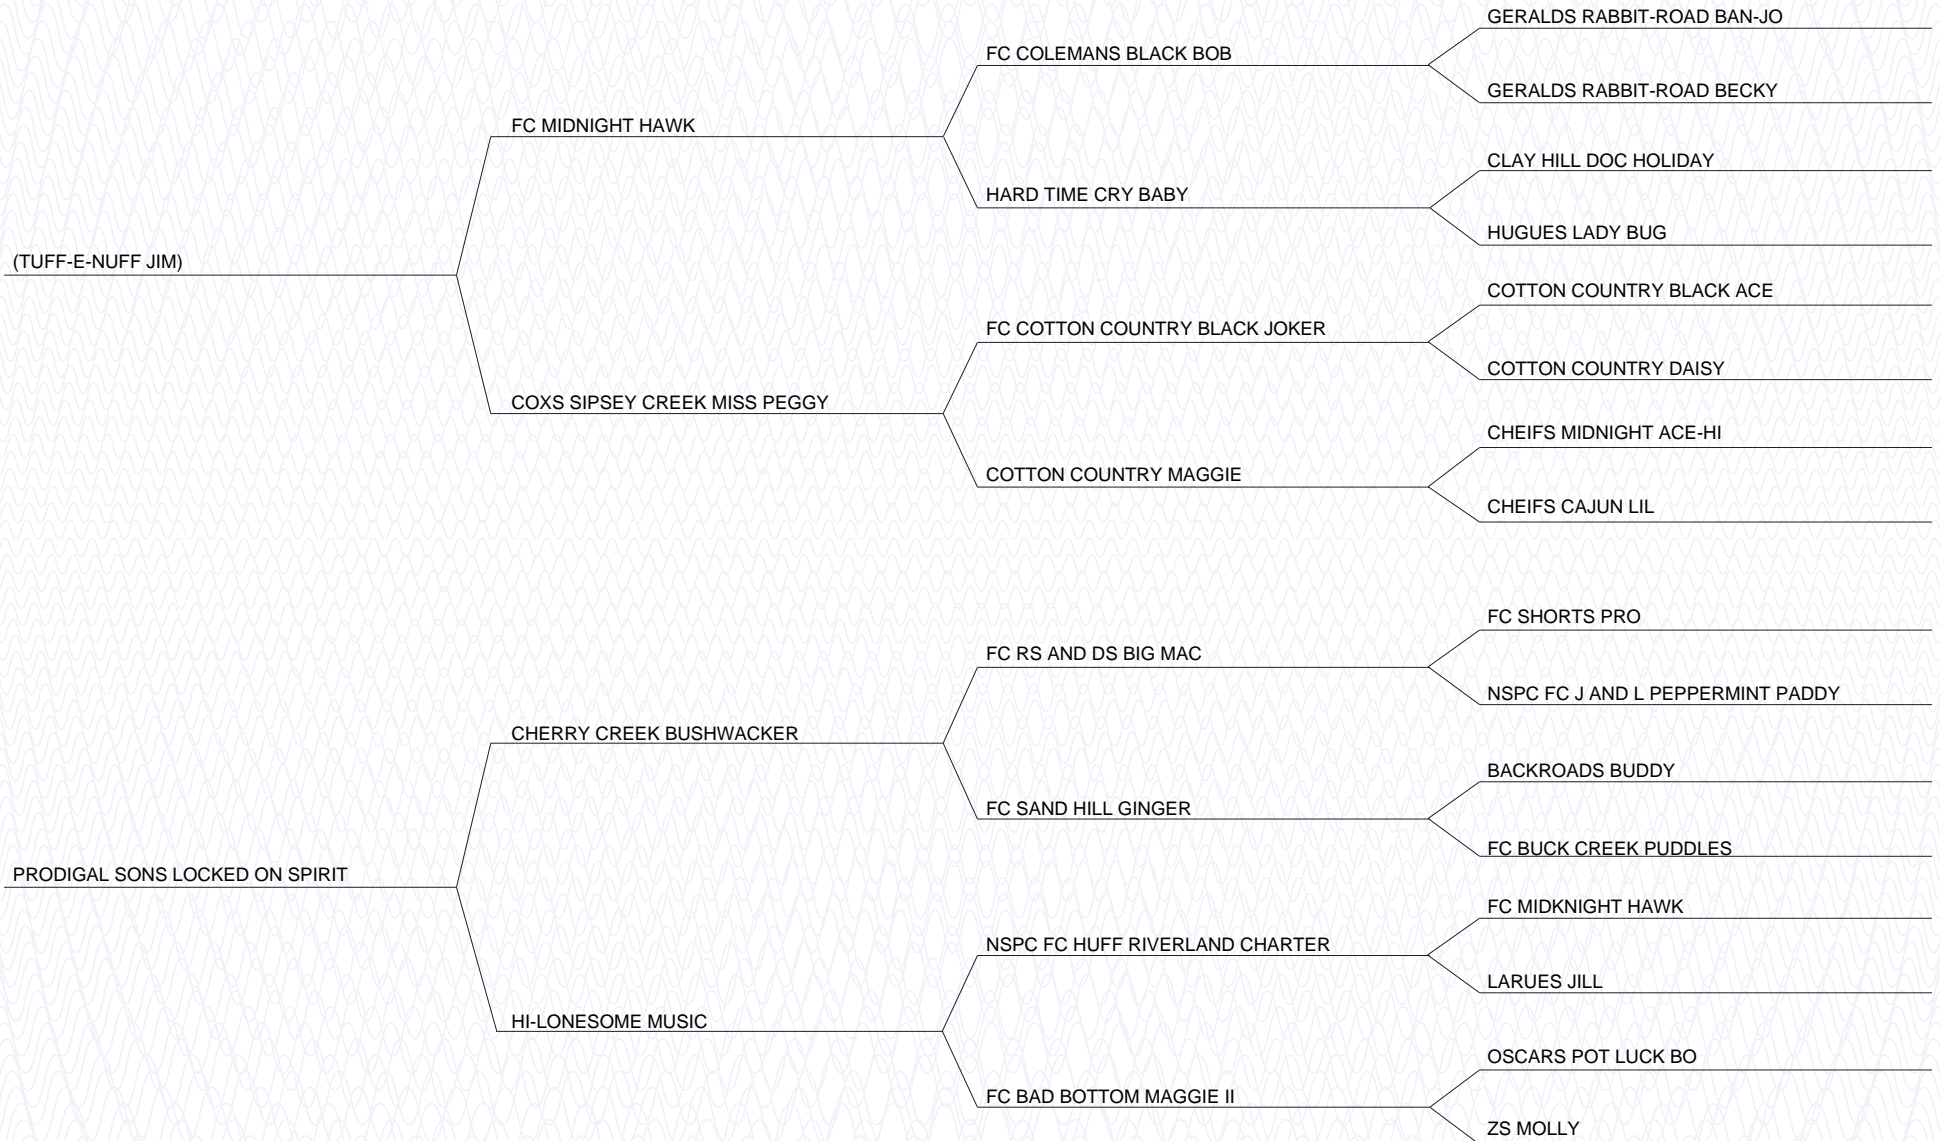 GERALDS RABBIT-ROAD BAN-JO
FC COLEMANS BLACK BOB
GERALDS RABBIT-ROAD BECKY
FC MIDNIGHT HAWK
CLAY HILL DOC HOLIDAY
HARD TIME CRY BABY
HUGUES LADY BUG
(TUFF-E-NUFF JIM)
COTTON COUNTRY BLACK ACE
FC COTTON COUNTRY BLACK JOKER
COTTON COUNTRY DAISY
COXS SIPSEY CREEK MISS PEGGY
CHEIFS MIDNIGHT ACE-HI
COTTON COUNTRY MAGGIE
CHEIFS CAJUN LIL
FC SHORTS PRO
FC RS AND DS BIG MAC
NSPC FC J AND L PEPPERMINT PADDY
CHERRY CREEK BUSHWACKER
BACKROADS BUDDY
FC SAND HILL GINGER
FC BUCK CREEK PUDDLES
PRODIGAL SONS LOCKED ON SPIRIT
FC MIDKNIGHT HAWK
NSPC FC HUFF RIVERLAND CHARTER
LARUES JILL
HI-LONESOME MUSIC
OSCARS POT LUCK BO
FC BAD BOTTOM MAGGIE II
ZS MOLLY